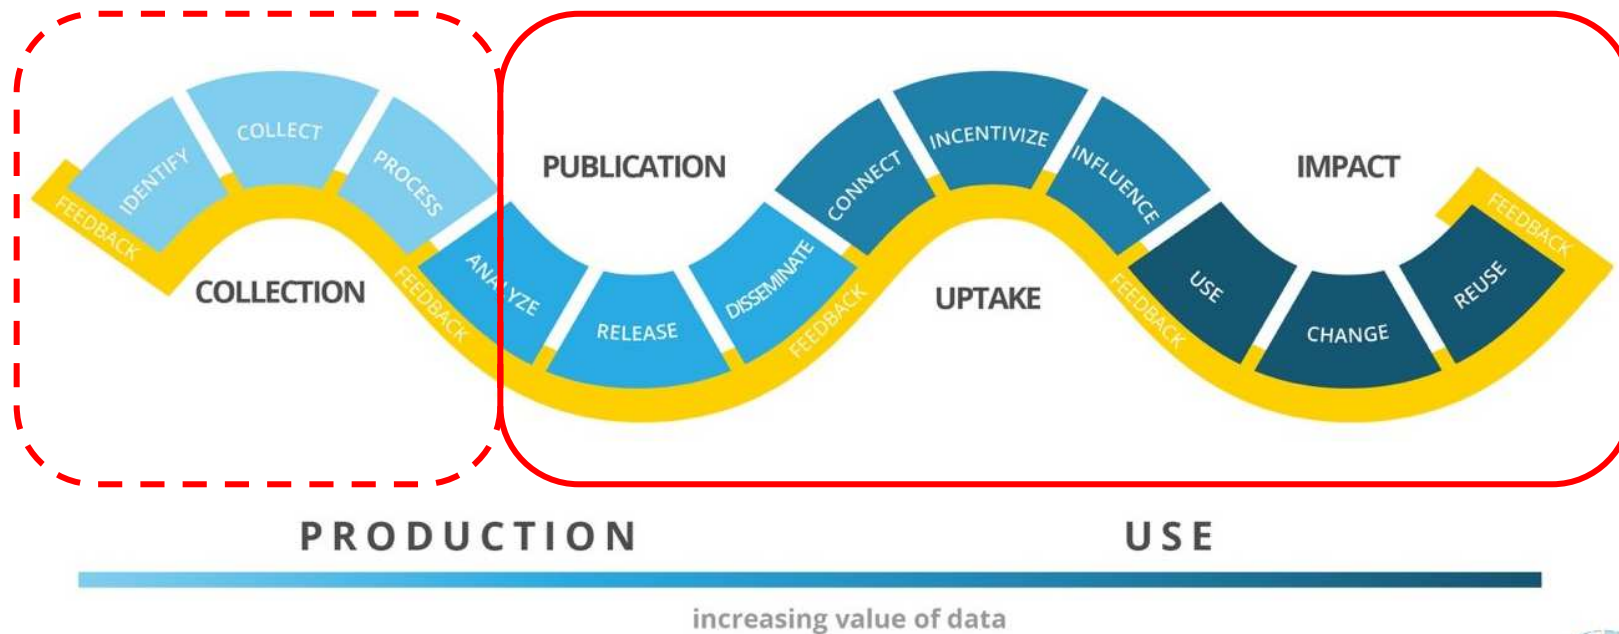 IDENTIFY
COLLECT
PROCESS
FEEDBACK
COLLECTION
FEEDBACK
ANALYZE
RELEASE
DISSEMINATE
PUBLICATION
FEEDBACK
CONNECT
INCENTIVIZE
INFLUENCE
UPTAKE
FEEDBACK
USE
CHANGE
REUSE
IMPACT
FEEDBACK
PRODUCTION
USE
increasing value of data